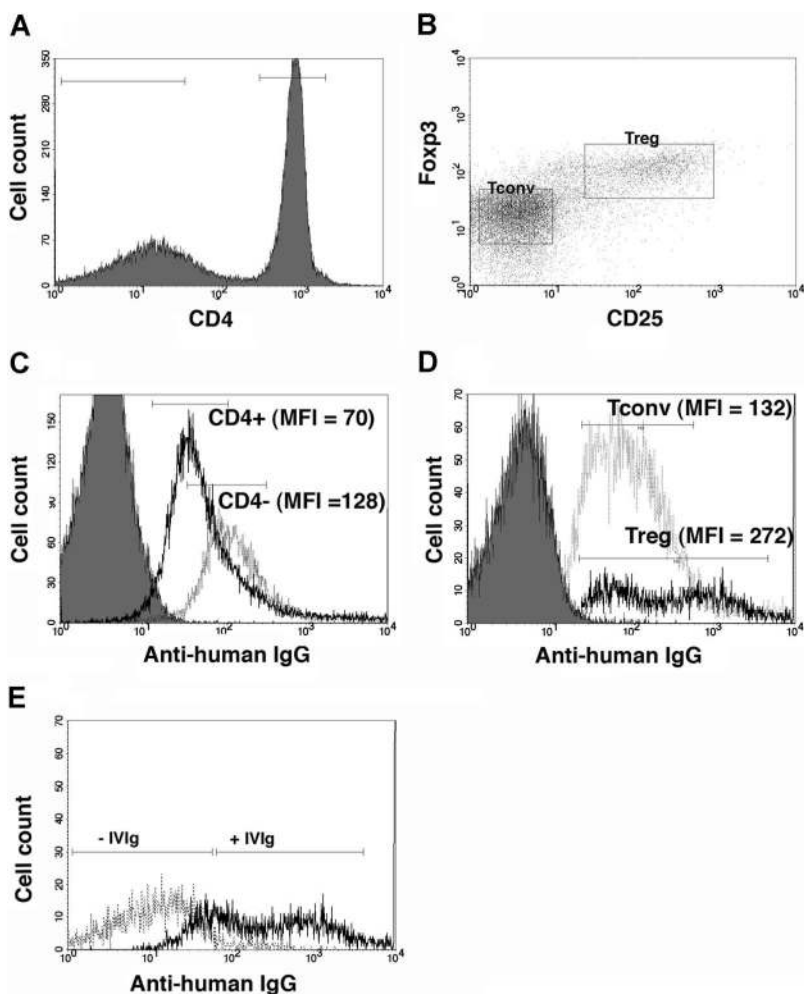 A
350
280
210
140
70
0
Cell count
10^0 10^1 10^2 10^3 10^4
CD4
B
10^4
10^3
10^2
10^1
10^0
Foxp3
Treg
Tconv
10^0 10^1 10^2 10^3 10^4
CD25
C
150
120
90
60
30
0
Cell count
CD4+ (MFI = 70)
CD4- (MFI =128)
10^0 10^1 10^2 10^3 10^4
Anti-human IgG
D
70
60
50
40
30
20
10
0
Cell count
Tconv (MFI = 132)
Treg (MFI = 272)
10^0 10^1 10^2 10^3 10^4
Anti-human IgG
E
70
60
50
40
30
20
10
0
Cell count
- IVIg + IVIg
10^0 10^1 10^2 10^3 10^4
Anti-human IgG